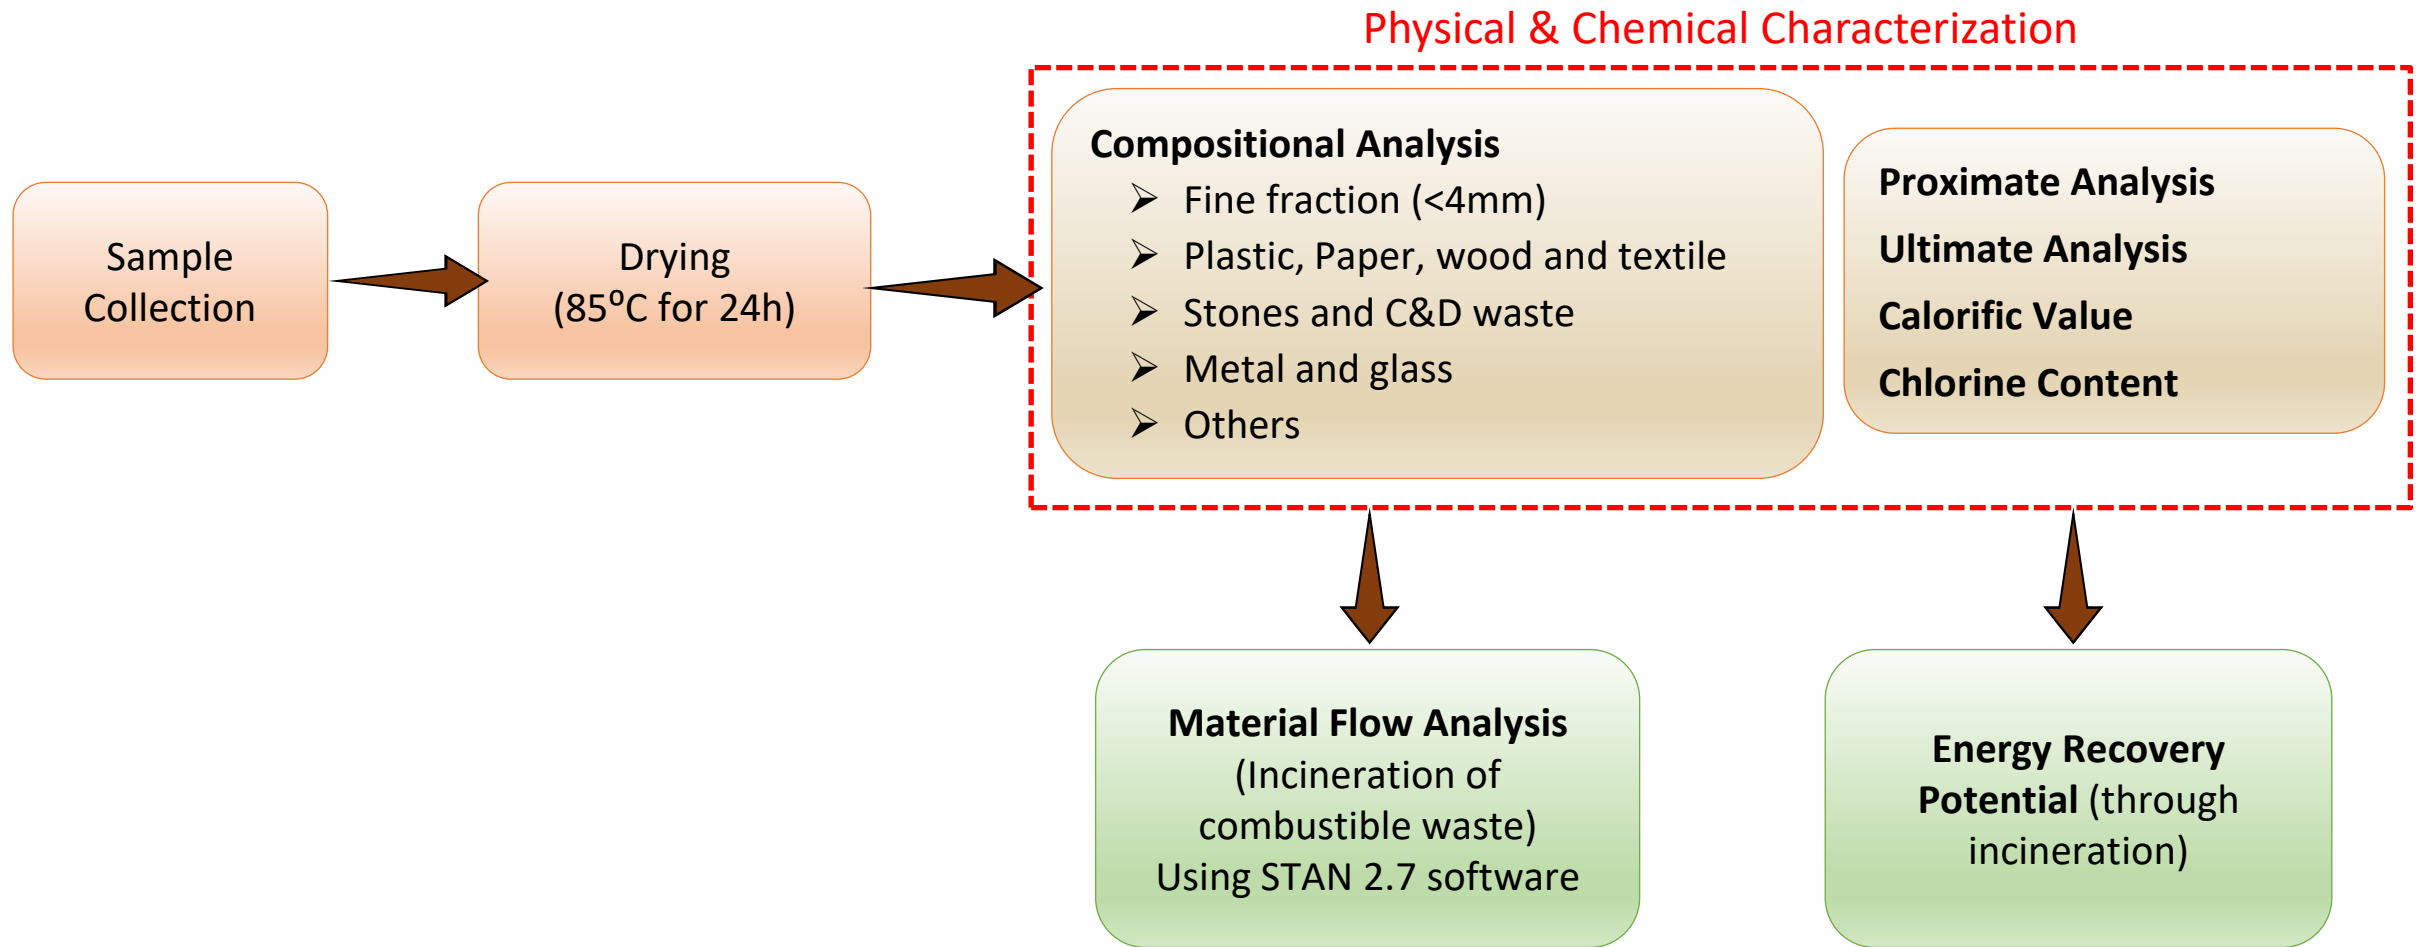 Physical & Chemical Characterization
Sample
Collection
Drying
(85⁰C for 24h)
Compositional Analysis
➢ Fine fraction (<4mm)
➢ Plastic, Paper, wood and textile
➢ Stones and C&D waste
➢ Metal and glass
➢ Others
Proximate Analysis
Ultimate Analysis
Calorific Value
Chlorine Content
Material Flow Analysis
(Incineration of
combustible waste)
Using STAN 2.7 software
Energy Recovery
Potential (through
incineration)